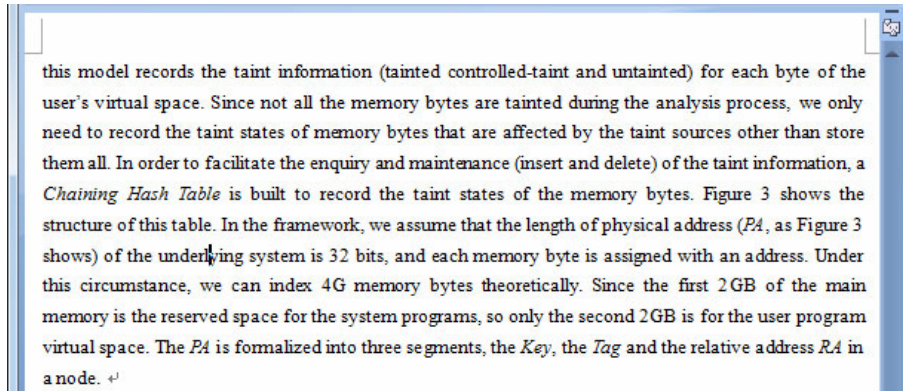 this model records the taint information (tainted controlled-taint and untainted) for each byte of the
user's virtual space. Since not all the memory bytes are tainted during the analysis process, we only
need to record the taint states of memory bytes that are affected by the taint sources other than store
them all. In order to facilitate the enquiry and maintenance (insert and delete) of the taint information, a
Chaining Hash Table is built to record the taint states of the memory bytes. Figure 3 shows the
structure of this table. In the framework, we assume that the length of physical address (PA, as Figure 3
shows) of the underlying system is 32 bits, and each memory byte is assigned with an address. Under
this circumstance, we can index 4G memory bytes theoretically. Since the first 2GB of the main
memory is the reserved space for the system programs, so only the second 2GB is for the user program
virtual space. The PA is formalized into three segments, the Key, the Tag and the relative address RA in
a node.